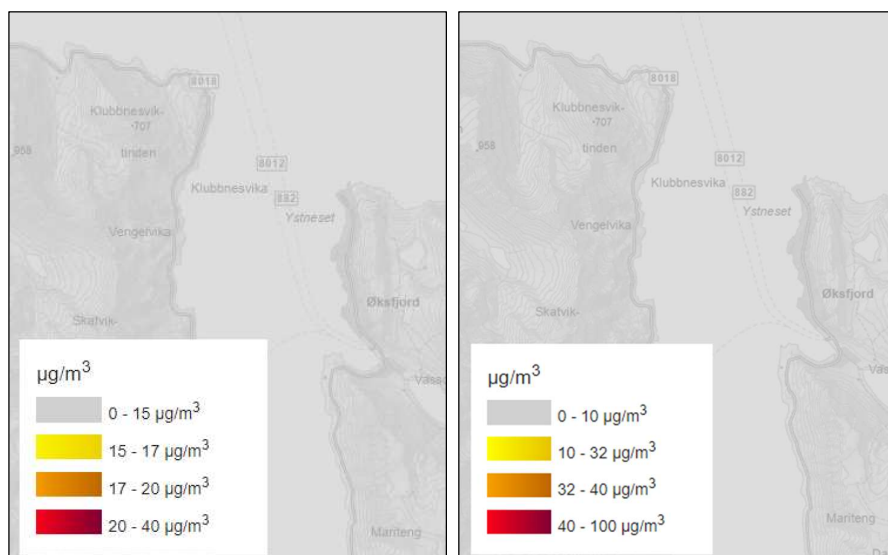 8018
Klubbnesvik-
707
tinden
958
8012
Klubbnesvika
882
Ystneset
Vengelvika
Øksfjord
Skafvik-
Mariteng
µg/m³
0 - 15 µg/m³
15 - 17 µg/m³
17 - 20 µg/m³
20 - 40 µg/m³
8018
Klubbnesvik-
707
tinden
958
8012
Klubbnesvika
882
Ystneset
Vengelvika
Øksfjord
Skafvik-
Mariteng
µg/m³
0 - 10 µg/m³
10 - 32 µg/m³
32 - 40 µg/m³
40 - 100 µg/m³